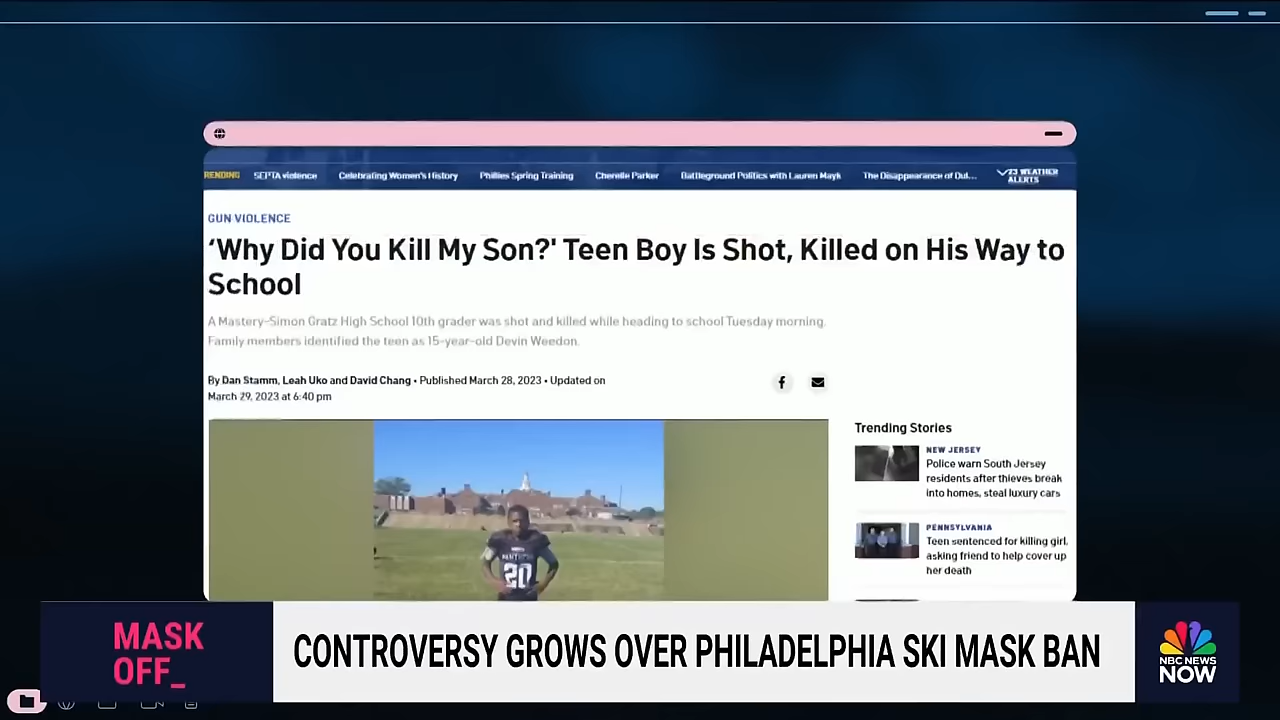 RENDING SEPTA violence Celebrating Women's History Phillies Spring Training Cherelle Parker Battleground Politics with Lauren Mayk The Disappearance of Dul... 23 WEATHER ALERTS
GUN VIOLENCE
‘Why Did You Kill My Son?' Teen Boy Is Shot, Killed on His Way to
School
A Mastery-Simon Gratz High School 10th grader was shot and killed while heading to school Tuesday morning.
Family members identified the teen as 15-year-old Devin Weedon.
By Dan Stamm, Leah Uko and David Chang • Published March 28, 2023 • Updated on
March 29, 2023 at 6:40 pm
Trending Stories
NEW JERSEY
Police warn South Jersey
residents after thieves break
into homes, steal luxury cars
PENNSYLVANIA
Teen sentenced for killing girl,
asking friend to help cover up
her death
PANTHERS
20
MASK
OFF_
CONTROVERSY GROWS OVER PHILADELPHIA SKI MASK BAN
NBC NEWS
NOW